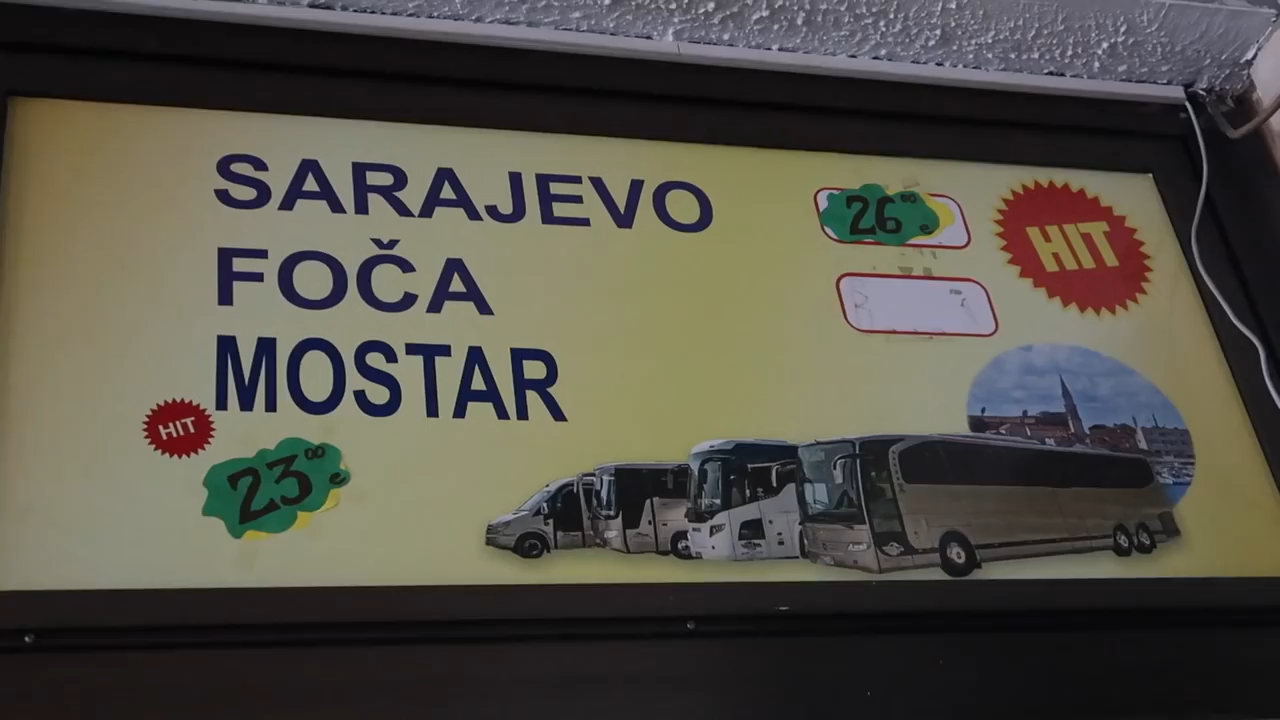 SARAJEVO
26⁰⁰ e
HIT
FOČA
MOSTAR
HIT
23⁰⁰ e